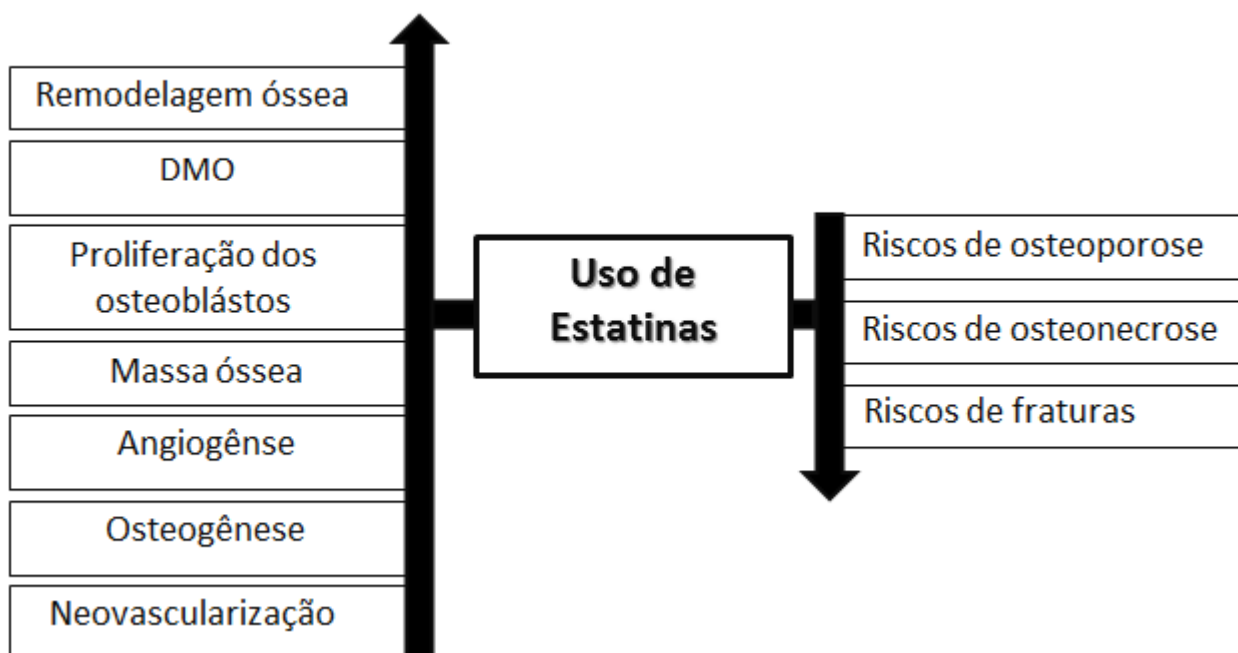 Remodelagem óssea
DMO
Proliferação dos
osteoblástos
Massa óssea
Angiogênse
Osteogênese
Neovascularização
Uso de
Estatinas
Riscos de osteoporose
Riscos de osteonecrose
Riscos de fraturas